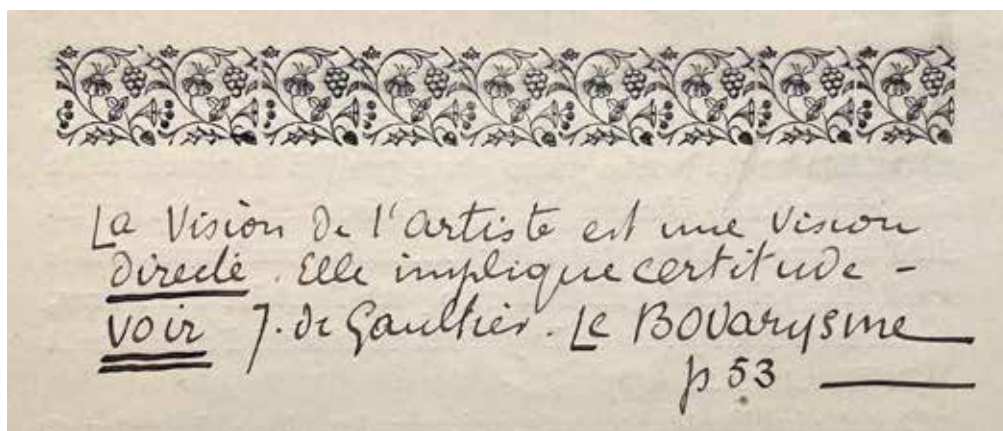 La Vision de l'artiste est une Vision
directe. Elle implique certitude -
voir J. de Gaultier. Le Bovarysme
p 53